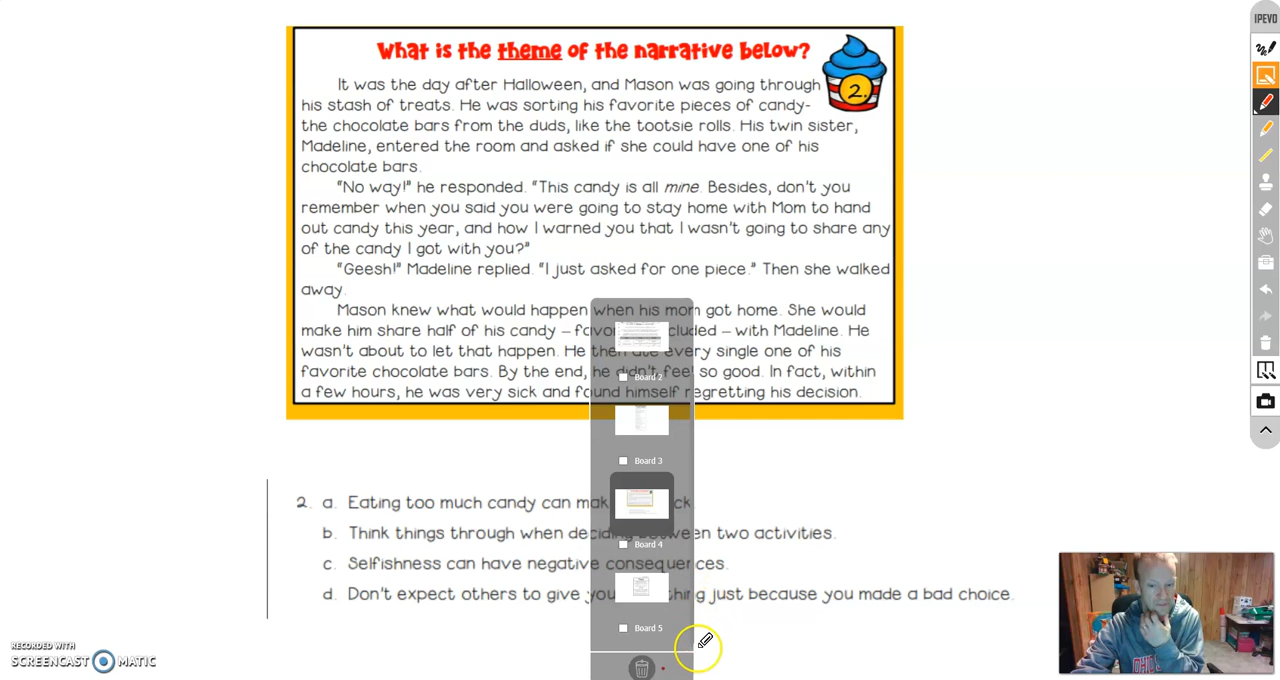 What is the theme of the narrative below?
2.
It was the day after Halloween, and Mason was going through
his stash of treats. He was sorting his favorite pieces of candy-
the chocolate bars from the duds, like the tootsie rolls. His twin sister,
Madeline, entered the room and asked if she could have one of his
chocolate bars.
"No way!" he responded. "This candy is all mine. Besides, don't you
remember when you said you were going to stay home with Mom to hand
out candy this year, and how I warned you that I wasn't going to share any
of the candy I got with you?"
"Geesh!" Madeline replied. "I just asked for one piece." Then she walked
away.
Mason knew what would happen when his mom got home. She would
make him share half of his candy – cluded – with Madeline. He
wasn't about to let that happen. He then ate every single one of his
favorite chocolate bars. By the end, he didn't feel so good. In fact, within
a few hours, he was very sick and found himself regretting his decision.
2. a. Eating too much candy can ck.
b. Think things through when deciding between two activities.
c. Selfishness can have negative consequences.
d. Don't expect others to give you just because you made a bad choice.
Board 2
Board 3
Board 4
Board 5
IPEVO
RECORDED WITH
SCREENCAST MATIC